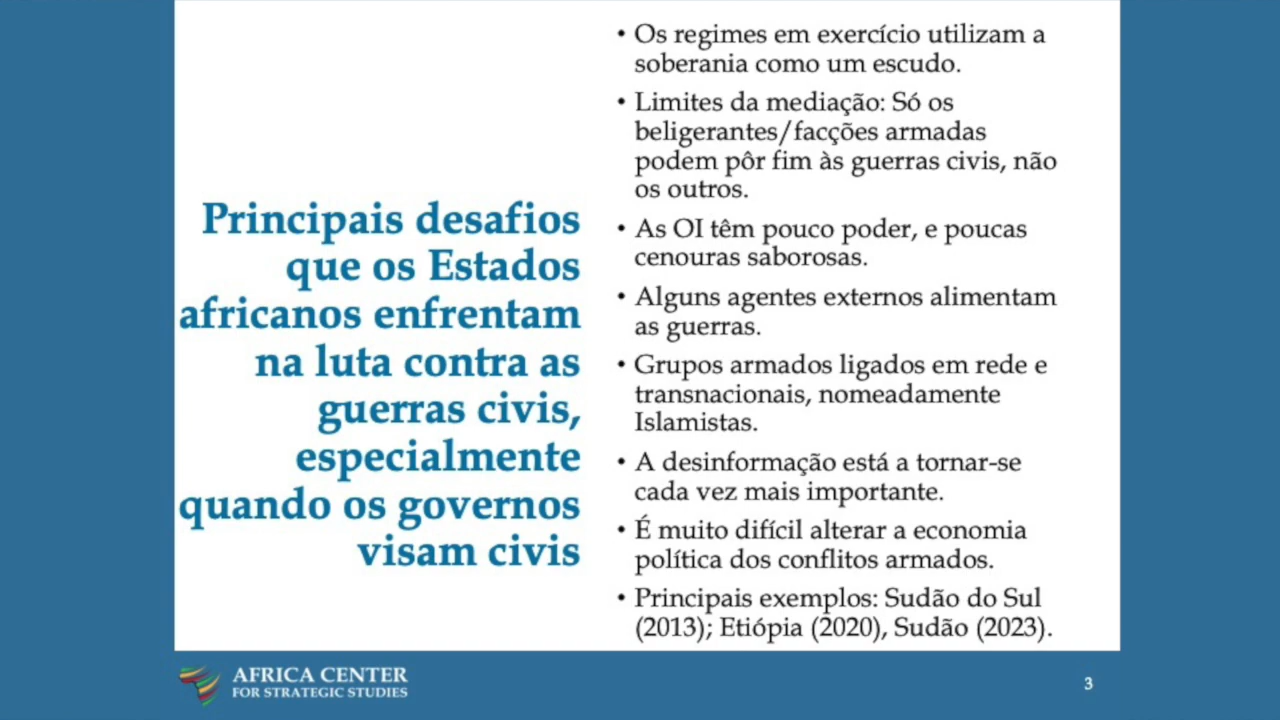 Principais desafios
que os Estados
africanos enfrentam
na luta contra as
guerras civis,
especialmente
quando os governos
visam civis
• Os regimes em exercício utilizam a
soberania como um escudo.
• Limites da mediação: Só os
beligerantes/facções armadas
podem pôr fim às guerras civis, não
os outros.
• As OI têm pouco poder, e poucas
cenouras saborosas.
• Alguns agentes externos alimentam
as guerras.
• Grupos armados ligados em rede e
transnacionais, nomeadamente
Islamistas.
• A desinformação está a tornar-se
cada vez mais importante.
• É muito difícil alterar a economia
política dos conflitos armados.
• Principais exemplos: Sudão do Sul
(2013); Etiópia (2020), Sudão (2023).
AFRICA CENTER
FOR STRATEGIC STUDIES
3